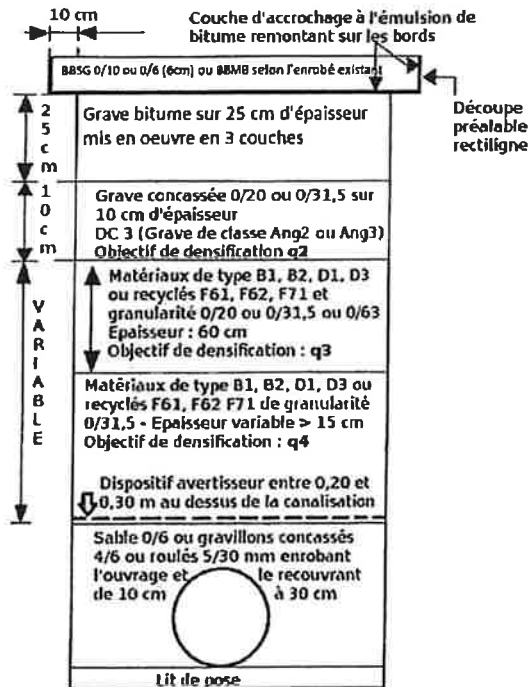 10 cm
Couche d'accrochage à l'émulsion de
bitume remontant sur les bords
BBSG 0/10 ou 0/6 (6cm) ou BBMB selon l'enrobé existant
Découpe
préalable
rectiligne
25cm
Grave bitume sur 25 cm d'épaisseur
mis en oeuvre en 3 couches
10cm
Grave concassée 0/20 ou 0/31,5 sur
10 cm d'épaisseur
DC 3 (Grave de classe Ang2 ou Ang3)
Objectif de densification q2
VARIABLE
Matériaux de type B1, B2, D1, D3
ou recyclés F61, F62, F71 et
granularité 0/20 ou 0/31,5 ou 0/63
Epaisseur : 60 cm
Objectif de densification : q3
Matériaux de type B1, B2, D1, D3 ou
recyclés F61, F62 F71 de granularité
0/31,5 - Epaisseur variable > 15 cm
Objectif de densification : q4
Dispositif avertisseur entre 0,20 et
0,30 m au dessus de la canalisation
Sable 0/6 ou gravillons concassés
4/6 ou roulés 5/30 mm enrobant
l'ouvrage et le recouvrant
de 10 cm à 30 cm
Lit de pose